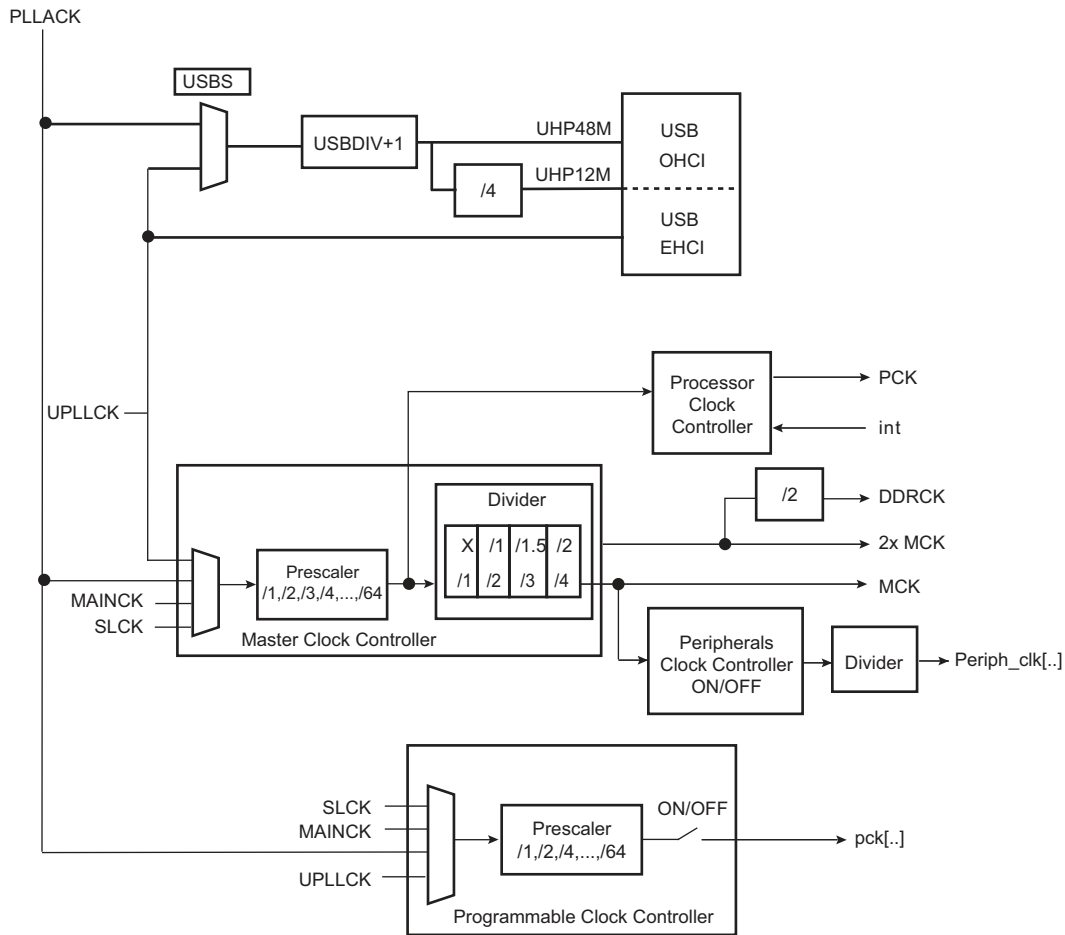 PLLACK
USBS
USBDIV+1
UHP48M
USB
OHCI
/4
UHP12M
USB
EHCI
UPLLCK
Processor
Clock
Controller
PCK
int
/2
DDRCK
Divider
X /1 /1.5 /2
/1 /2 /3 /4
2x MCK
MCK
Prescaler
/1,/2,/3,/4,...,/64
MAINCK
SLCK
Master Clock Controller
Peripherals
Clock Controller
ON/OFF
Divider
Periph_clk[..]
SLCK
MAINCK
UPLLCK
Prescaler
/1,/2,/4,...,/64
ON/OFF
pck[..]
Programmable Clock Controller